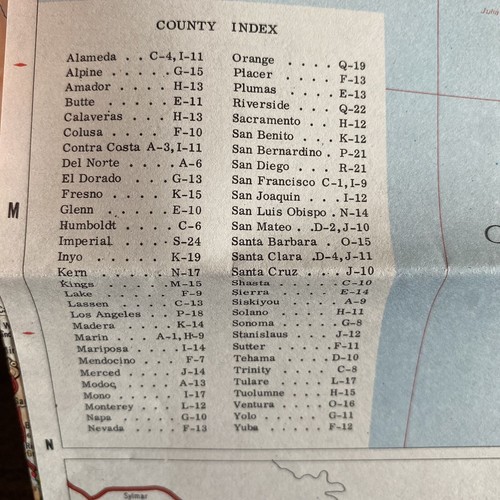 COUNTY INDEX
Alameda . . C-4, I-11
Alpine . . . . G-15
Amador . . . H-13
Butte . . . . E-11
Calaveras . . . H-13
Colusa . . . . F-10
Contra Costa A-3, I-11
Del Norte . . . . A-6
El Dorado . . . G-13
Fresno . . . . K-15
Glenn . . . . . E-10
Humboldt . . . C-6
Imperial . . . . S-24
Inyo . . . . . K-19
Kern . . . . . N-17
Kings . . . . . M-15
Lake . . . . . F-9
Lassen . . . . C-13
Los Angeles . . P-18
Madera . . . . K-14
Marin . . . A-1, H-9
Mariposa . . . . I-14
Mendocino . . . F-7
Merced . . . . J-14
Modoc . . . . A-13
Mono . . . . . I-17
Monterey . . . L-12
Napa . . . . . G-10
Nevada . . . . F-13
Orange . . . . Q-19
Placer . . . . F-13
Plumas . . . . E-13
Riverside . . . Q-22
Sacramento . . . H-12
San Benito . . . K-12
San Bernardino . P-21
San Diego . . . R-21
San Francisco C-1, I-9
San Joaquin . . . I-12
San Luis Obispo . N-14
San Mateo . . D-2, J-10
Santa Barbara . O-15
Santa Clara . D-4, J-11
Santa Cruz . . . J-10
Shasta . . . . C-10
Sierra . . . . E-14
Siskiyou . . . . A-9
Solano . . . . H-11
Sonoma . . . . G-8
Stanislaus . . . J-12
Sutter . . . . F-11
Tehama . . . . D-10
Trinity . . . . C-8
Tulare . . . . L-17
Tuolumne . . . H-15
Ventura . . . . O-16
Yolo . . . . . G-11
Yuba . . . . . F-12
M
N
Sylmar